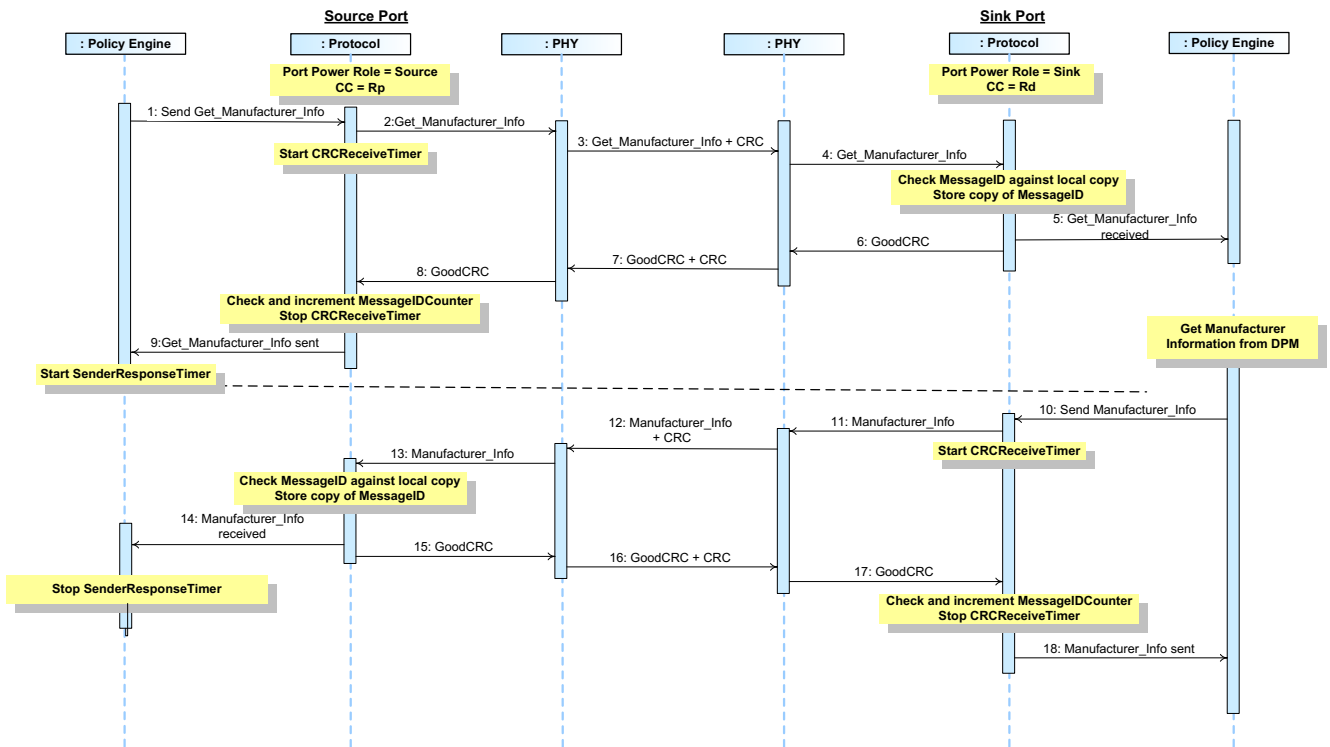 Source Port
Sink Port
: Policy Engine
: Protocol
: PHY
: PHY
: Protocol
: Policy Engine
Port Power Role = Source
CC = Rp
Port Power Role = Sink
CC = Rd
1: Send Get_Manufacturer_Info
2:Get_Manufacturer_Info
Start CRCReceiveTimer
3: Get_Manufacturer_Info + CRC
4: Get_Manufacturer_Info
Check MessageID against local copy
Store copy of MessageID
5: Get_Manufacturer_Info
received
6: GoodCRC
7: GoodCRC + CRC
8: GoodCRC
Check and increment MessageIDCounter
Stop CRCReceiveTimer
9:Get_Manufacturer_Info sent
Start SenderResponseTimer
Get Manufacturer
Information from DPM
10: Send Manufacturer_Info
11: Manufacturer_Info
Start CRCReceiveTimer
12: Manufacturer_Info
+ CRC
13: Manufacturer_Info
Check MessageID against local copy
Store copy of MessageID
14: Manufacturer_Info
received
15: GoodCRC
16: GoodCRC + CRC
17: GoodCRC
Stop SenderResponseTimer
Check and increment MessageIDCounter
Stop CRCReceiveTimer
18: Manufacturer_Info sent